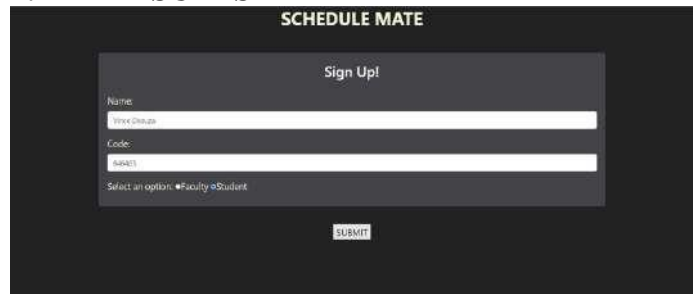 SCHEDULE MATE
Sign Up!
Name:
Code:
Select an option: Faculty Student
SUBMIT